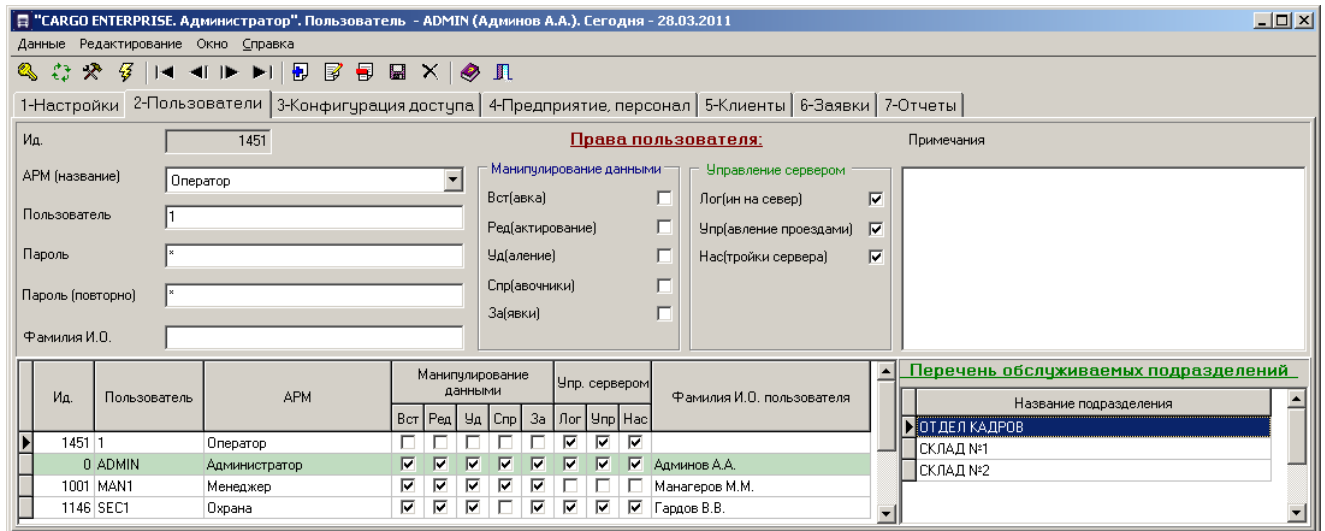 "CARGO ENTERPRISE. Администратор". Пользователь - ADMIN (Админов А.А.). Сегодня - 28.03.2011
Данные Редактирование Окно Справка
1-Настройки 2-Пользователи 3-Конфигурация доступа 4-Предприятие, персонал 5-Клиенты 6-Заявки 7-Отчеты
Ид. 1451 Права пользователя: Примечания
АРМ (название) Оператор Манипулирование данными Управление сервером
Вст(авка) Лог(ин на север)
Пользователь 1 Ред(актирование) Упр(авление проездами)
Пароль * Уд(аление) Нас(тройки сервера)
Пароль (повторно) * Спр(авочники)
За(явки)
Фамилия И.О.
Ид. Пользователь АРМ Манипулирование данными Упр. сервером Фамилия И.О. пользователя
Вст Ред Уд Спр За Лог Упр Нас
1451 1 Оператор
0 ADMIN Администратор Админов А.А.
1001 MAN1 Менеджер Манагеров М.М.
1146 SEC1 Охрана Гардов В.В.
Перечень обслуживаемых подразделений
Название подразделения
ОТДЕЛ КАДРОВ
СКЛАД №1
СКЛАД №2